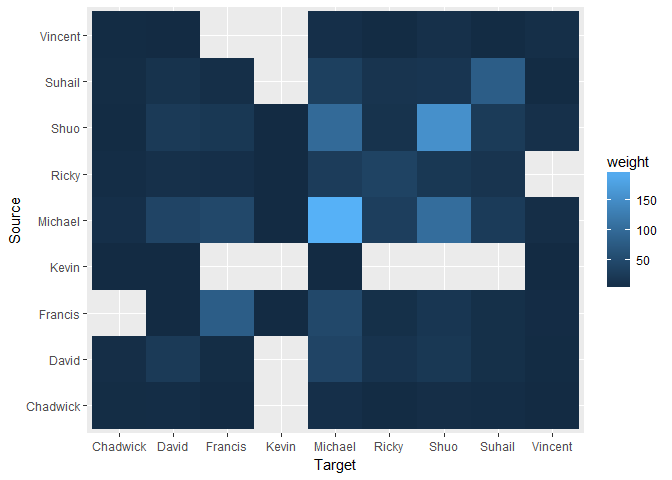 Vincent
Suhail
Shuo
Ricky
Michael
Kevin
Francis
David
Chadwick
Source
Chadwick David Francis Kevin Michael Ricky Shuo Suhail Vincent
Target
weight
150
100
50